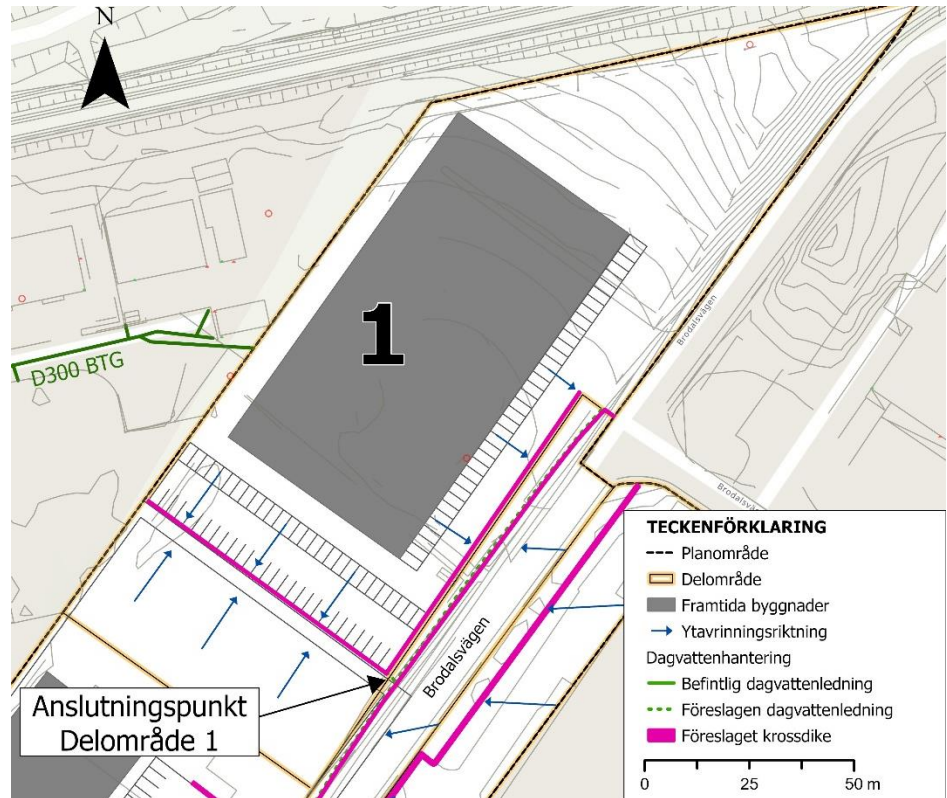 N
1
D300 BTG
Brodalsvägen
Brodalsvä
Brodalsvägen
Anslutningspunkt
Delområde 1
TECKENFÖRKLARING
Planområde
Delområde
Framtida byggnader
Ytavrinningsriktning
Dagvattenhantering
Befintlig dagvattenledning
Föreslagen dagvattenledning
Föreslaget krossdike
0 25 50 m